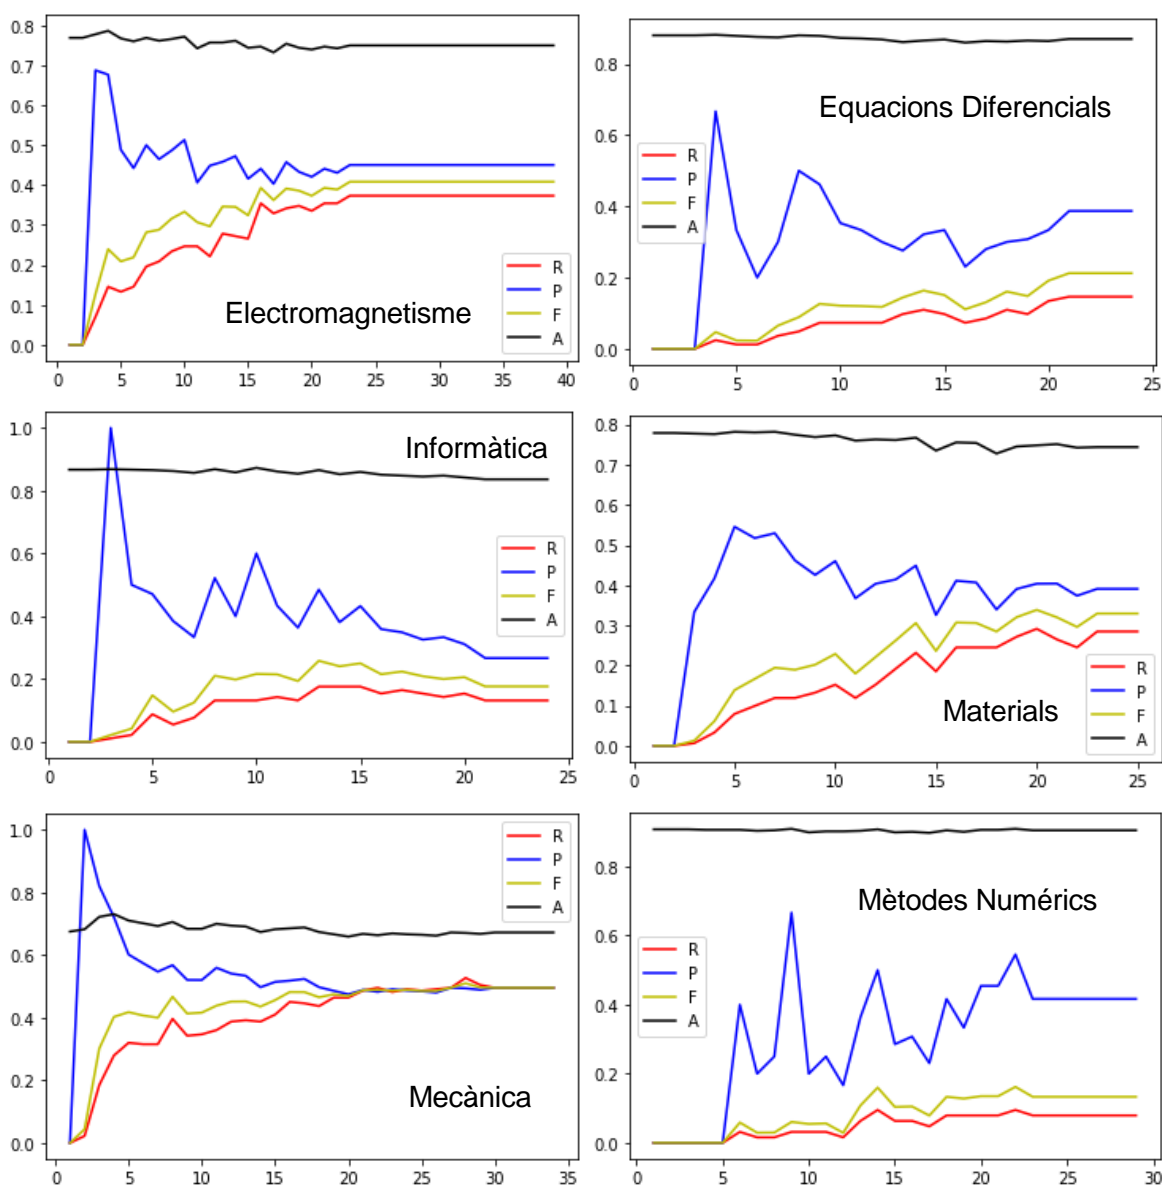 0.8
0.7
0.6
0.5
0.4
0.3
0.2
0.1
0.0
R
P
F
A
Electromagnetisme
0 5 10 15 20 25 30 35 40
0.8
0.6
0.4
0.2
0.0
Equacions Diferencials
R
P
F
A
0 5 10 15 20 25
1.0
0.8
0.6
0.4
0.2
0.0
Informàtica
R
P
F
A
5 10 15 20 25
0.8
0.7
0.6
0.5
0.4
0.3
0.2
0.1
0.0
R
P
F
A
Materials
0 5 10 15 20 25
1.0
0.8
0.6
0.4
0.2
0.0
R
P
F
A
Mecànica
0 5 10 15 20 25 30 35
0.8
0.6
0.4
0.2
0.0
Mètodes Numérics
R
P
F
A
0 5 10 15 20 25 30